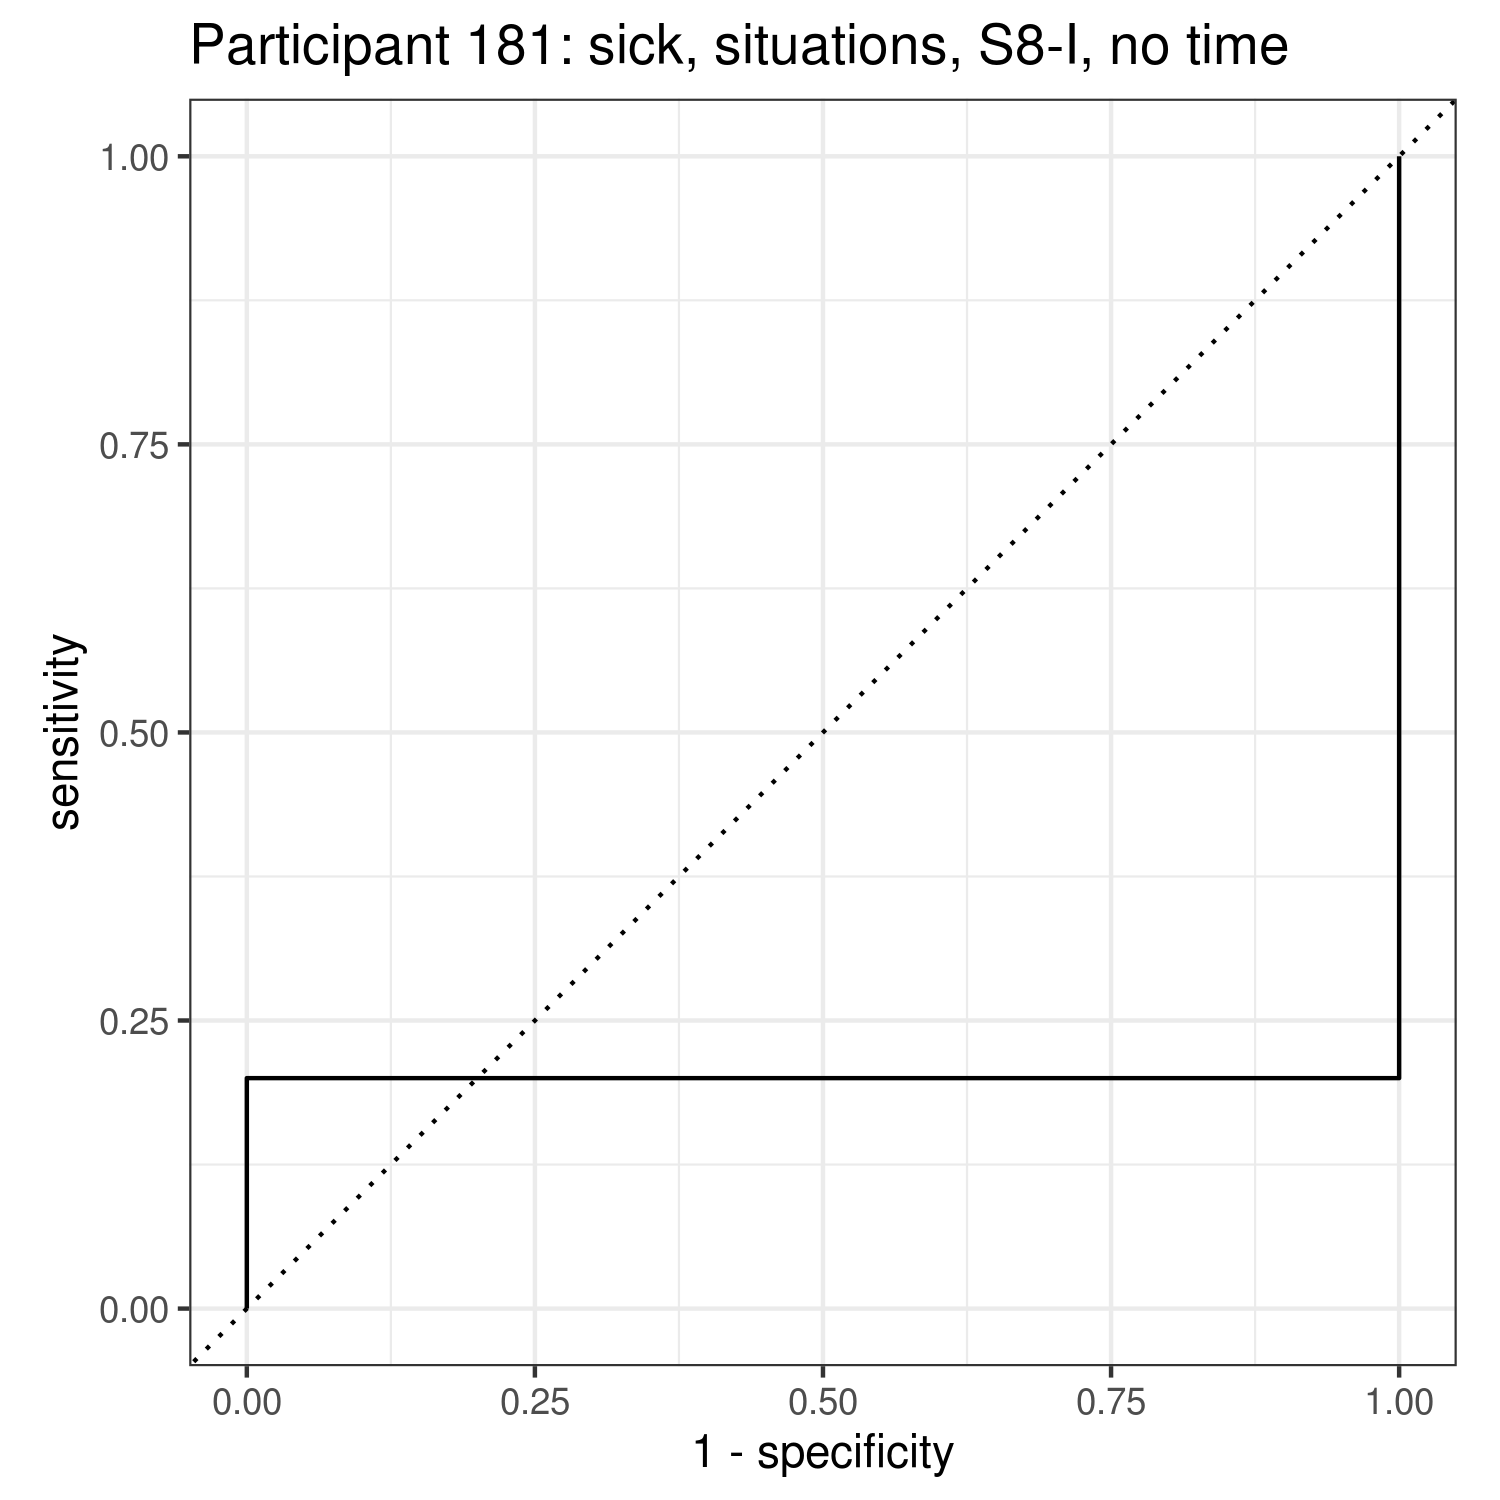 Participant 181: sick, situations, S8-I, no time
1.00
0.75
0.50
0.25
0.00
sensitivity
0.00 0.25 0.50 0.75 1.00
1 - specificity